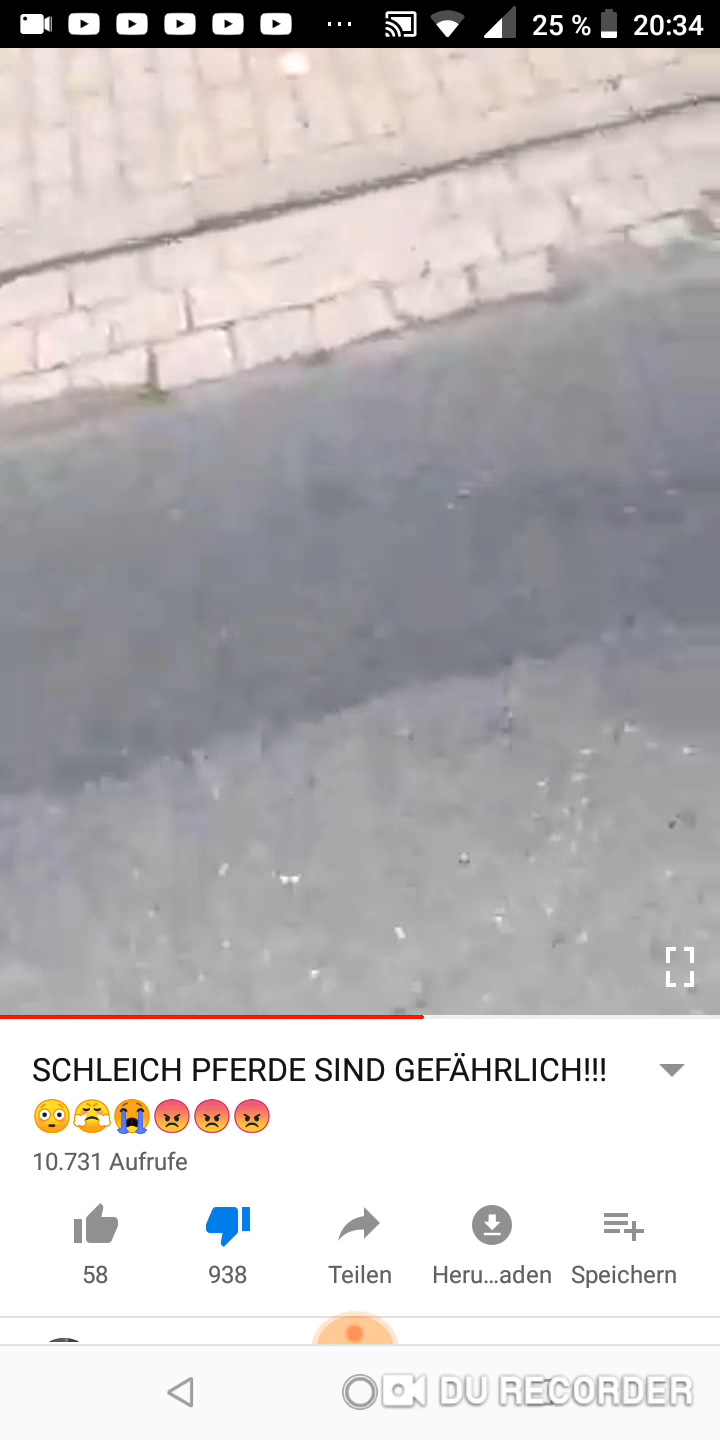 25 % 20:34
SCHLEICH PFERDE SIND GEFÄHRLICH!!!
😳😤😭😡😡😡
10.731 Aufrufe
58 938 Teilen Heru...aden Speichern
DU RECORDER